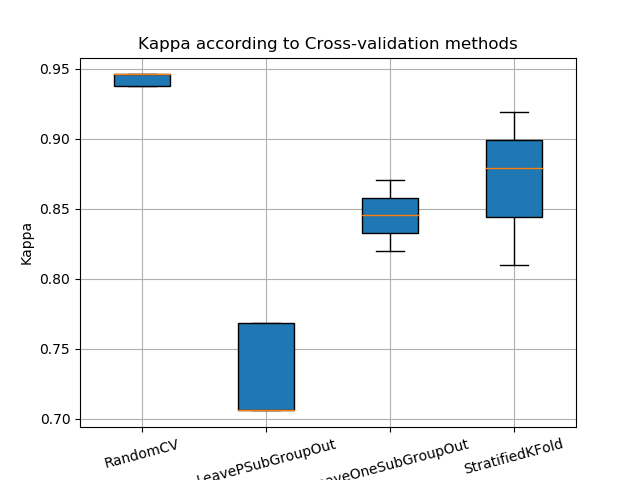 Kappa according to Cross-validation methods
0.95
0.90
0.85
0.80
0.75
0.70
Kappa
RandomCV
LeavePSubGroupOut
aveOneSubGroupOut
StratifiedKFold